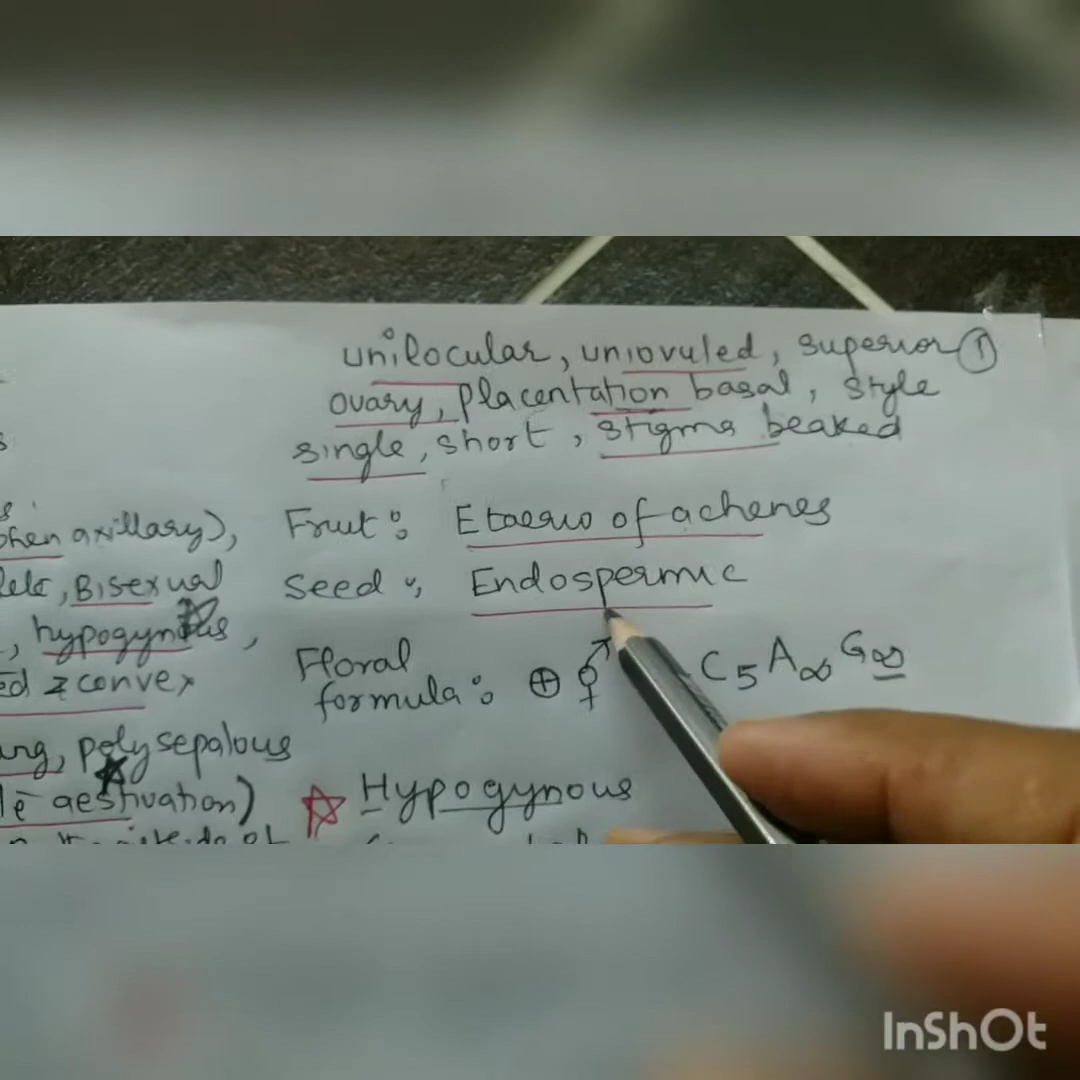 unilocular, uniovuled, superior ①
ovary, placentation basal, style
single, short, stigma beaked
axillary),
Fruit: Etaerio of achenes
Bisexual
Seed: Endospermic
, hypogynous,
Floral
formula: ⊕ ⚥ C5 A∞ G∞
convex
, polysepalous
aestivation)
☆ Hypogynous
InShOt